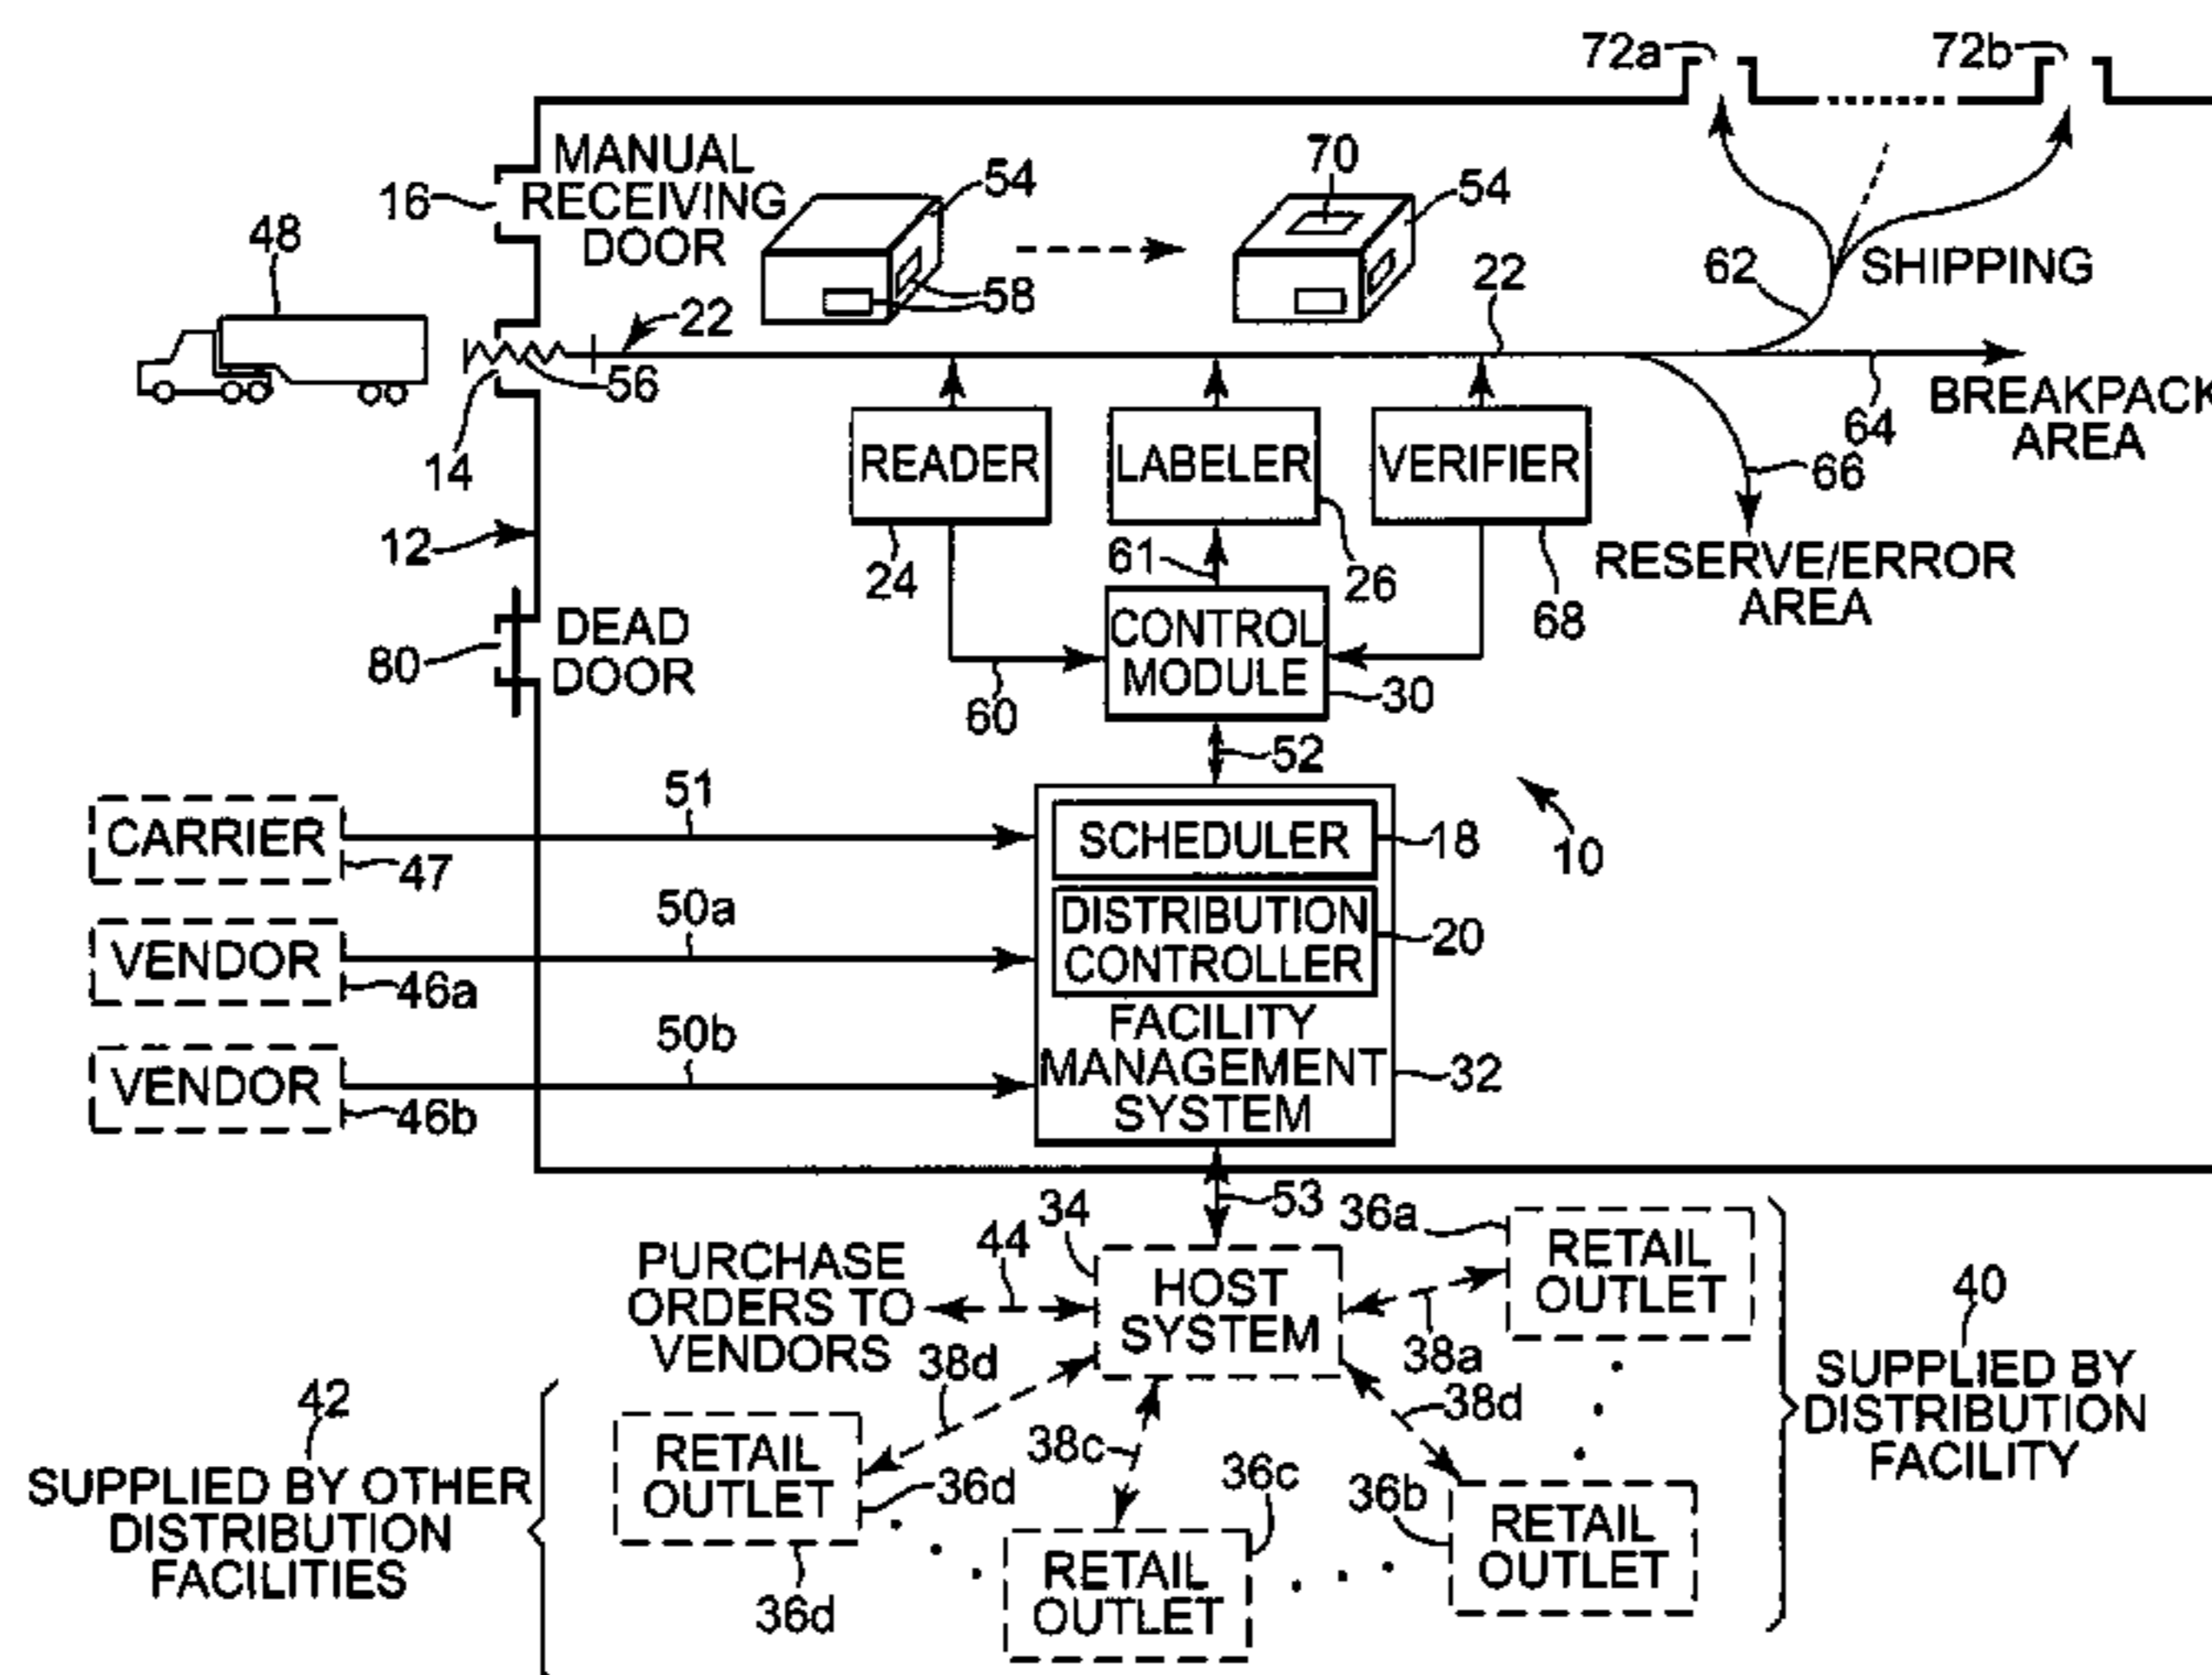 72a
72b
MANUAL
RECEIVING
DOOR
16
54
70
54
48
58
22
22
62
SHIPPING
56
14
BREAKPACK
AREA
64
66
READER
LABELER
VERIFIER
12
24
61
26
68
RESERVE/ERROR
AREA
DEAD
DOOR
80
CONTROL
MODULE
30
60
52
10
CARRIER
47
51
SCHEDULER
18
DISTRIBUTION
CONTROLLER
20
VENDOR
46a
50a
FACILITY
MANAGEMENT
SYSTEM
32
VENDOR
46b
50b
53
34
36a
44
PURCHASE
ORDERS TO
VENDORS
HOST
SYSTEM
RETAIL
OUTLET
40
SUPPLIED BY
DISTRIBUTION
FACILITY
38d
38a
38d
42
SUPPLIED BY OTHER
DISTRIBUTION
FACILITIES
RETAIL
OUTLET
36d
38c
36c
36b
RETAIL
OUTLET
36d
RETAIL
OUTLET